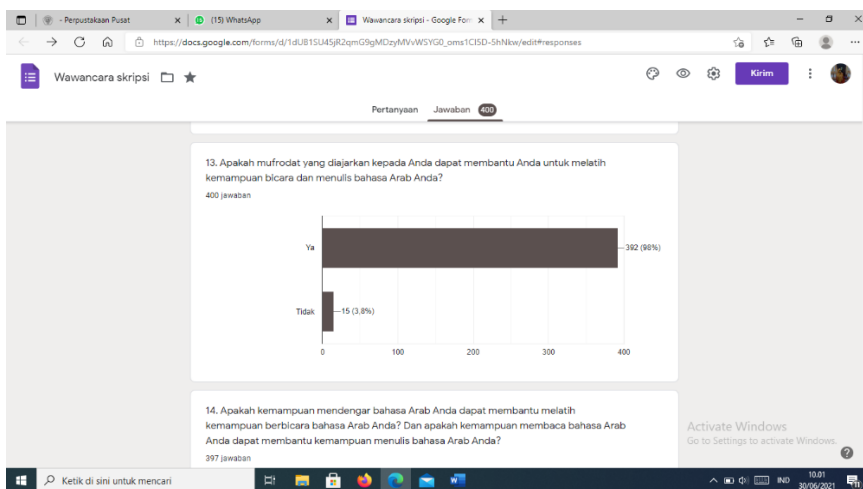 - Perpustakaan Pusat
(15) WhatsApp
Wawancara skripsi - Google Form
https://docs.google.com/forms/d/1dUB1SU45jR2qmG9gMDzyMVvWSYG0_oms1CI5D-5hNkw/edit#responses
Wawancara skripsi
Kirim
Pertanyaan Jawaban 400
13. Apakah mufrodat yang diajarkan kepada Anda dapat membantu Anda untuk melatih
kemampuan bicara dan menulis bahasa Arab Anda?
400 jawaban
Ya
392 (98%)
Tidak
15 (3,8%)
0 100 200 300 400
14. Apakah kemampuan mendengar bahasa Arab Anda dapat membantu melatih
kemampuan berbicara bahasa Arab Anda? Dan apakah kemampuan membaca bahasa Arab
Anda dapat membantu kemampuan menulis bahasa Arab Anda?
397 jawaban
Activate Windows
Go to Settings to activate Windows.
Ketik di sini untuk mencari
IND
10.01
30/06/2021